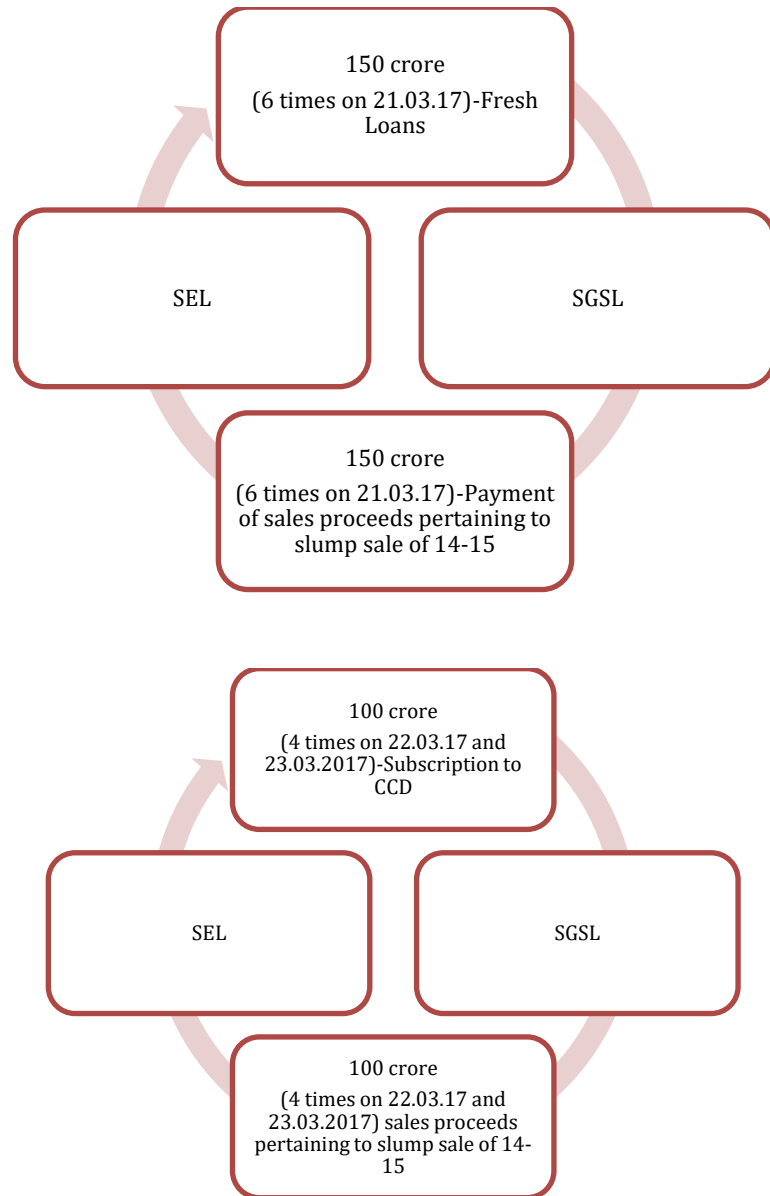 150 crore
(6 times on 21.03.17)-Fresh
Loans
SEL
SGSL
150 crore
(6 times on 21.03.17)-Payment
of sales proceeds pertaining to
slump sale of 14-15
100 crore
(4 times on 22.03.17 and
23.03.2017)-Subscription to
CCD
SEL
SGSL
100 crore
(4 times on 22.03.17 and
23.03.2017) sales proceeds
pertaining to slump sale of 14-
15